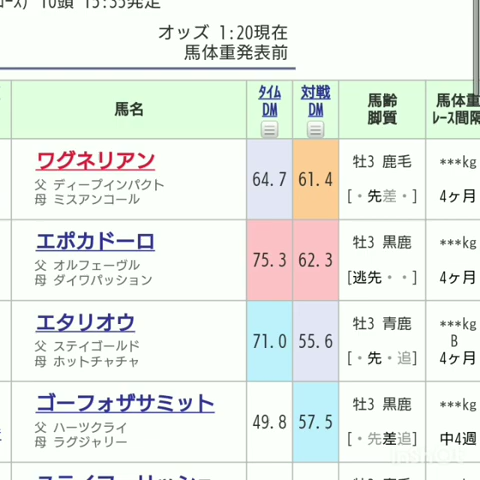 コース) 10頭 15:35発走
オッズ 1:20現在
馬体重発表前
馬名
タイム
DM
対戦
DM
馬齢
脚質
馬体重
レース間隔
ワグネリアン
父 ディープインパクト
母 ミスアンコール
64.7
61.4
牡3 鹿毛
[・先差・]
***kg
4ヶ月
エポカドーロ
父 オルフェーヴル
母 ダイワパッション
75.3
62.3
牡3 黒鹿
[逃先・・]
***kg
4ヶ月
エタリオウ
父 ステイゴールド
母 ホットチャチャ
71.0
55.6
牡3 青鹿
[・先・追]
***kg
B
4ヶ月
ゴーフォザサミット
父 ハーツクライ
母 ラグジャリー
49.8
57.5
牡3 黒鹿
[・先差追]
***kg
中4週